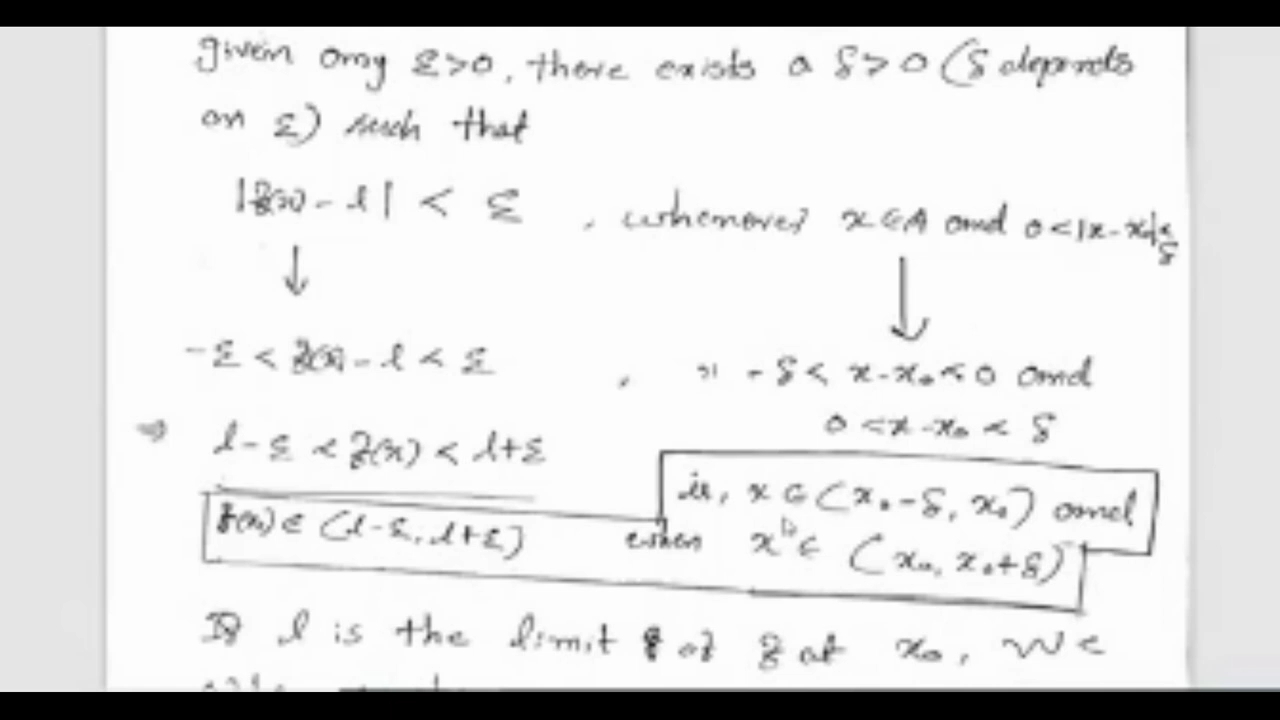 given any ε>0, there exists a δ>0 (δ depends
on ε) such that
|f(x) - l| < ε , whenever x∈A and 0<|x-x₀|<δ
↓ ↓
-ε < f(x) - l < ε , " -δ < x-x₀ < 0 and
0 < x-x₀ < δ
⇒ l-ε < f(x) < l+ε
ie, x ∈ (x₀-δ, x₀) and
f(x) ∈ (l-ε, l+ε) when x ∈ (x₀, x₀+δ)
If l is the limit of f at x₀, we